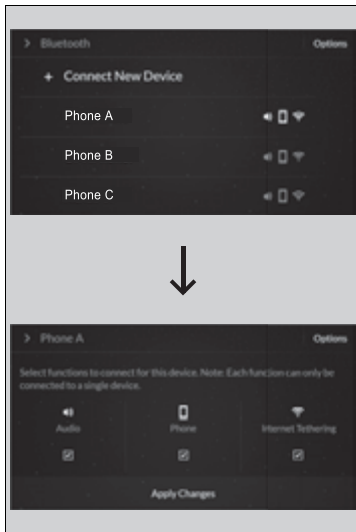 > Bluetooth Options
+ Connect New Device
Phone A
Phone B
Phone C
> Phone A Options
Select functions to connect for this device. Note: Each function can only be
connected to a single device.
Audio Phone Internet Tethering
Apply Changes